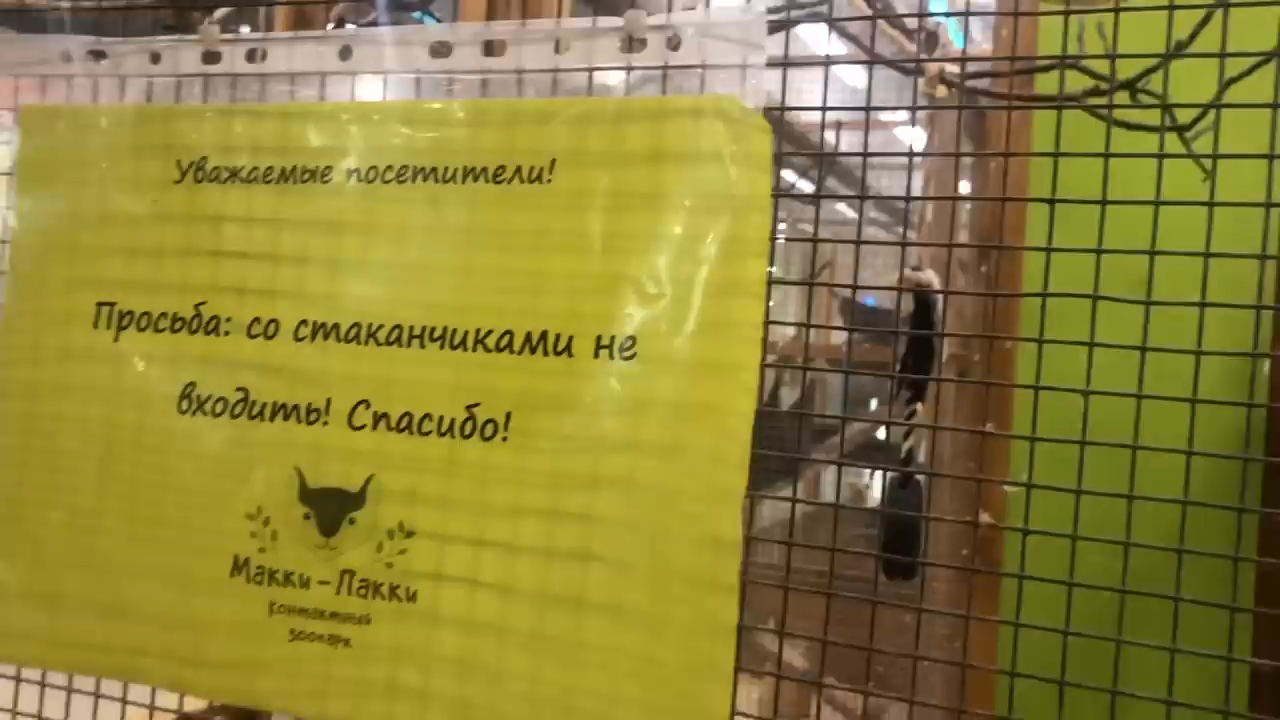 Уважаемые посетители!
Просьба: со стаканчиками не
входить! Спасибо!
Макки-Лакки
контактный
зоопарк